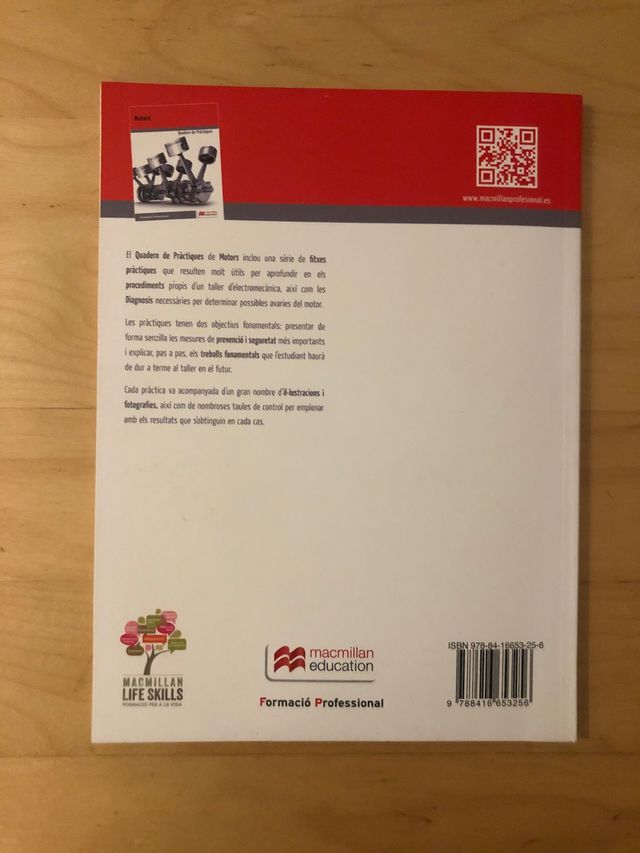 Motors
Quadern de Pràctiques
www.macmillanprofesional.es
El Quadern de Pràctiques de Motors inclou una sèrie de fitxes
pràctiques que resulten molt útils per aprofundir en els
procediments propis d'un taller d'electromecànica, així com les
Diagnosis necessàries per determinar possibles avaries del motor.
Les pràctiques tenen dos objectius fonamentals: presentar de
forma senzilla les mesures de prevenció i seguretat més importants
i explicar, pas a pas, els treballs fonamentals que l'estudiant haurà
de dur a terme al taller en el futur.
Cada pràctica va acompanyada d'un gran nombre d'il·lustracions i
fotografies, així com de nombroses taules de control per emplenar
amb els resultats que s'obtinguin en cada cas.
MACMILLAN
LIFE SKILLS
FORMACIÓ PER A LA VIDA
macmillan
education
Formació Professional
ISBN 978-84-16653-25-6
9 788416 653256